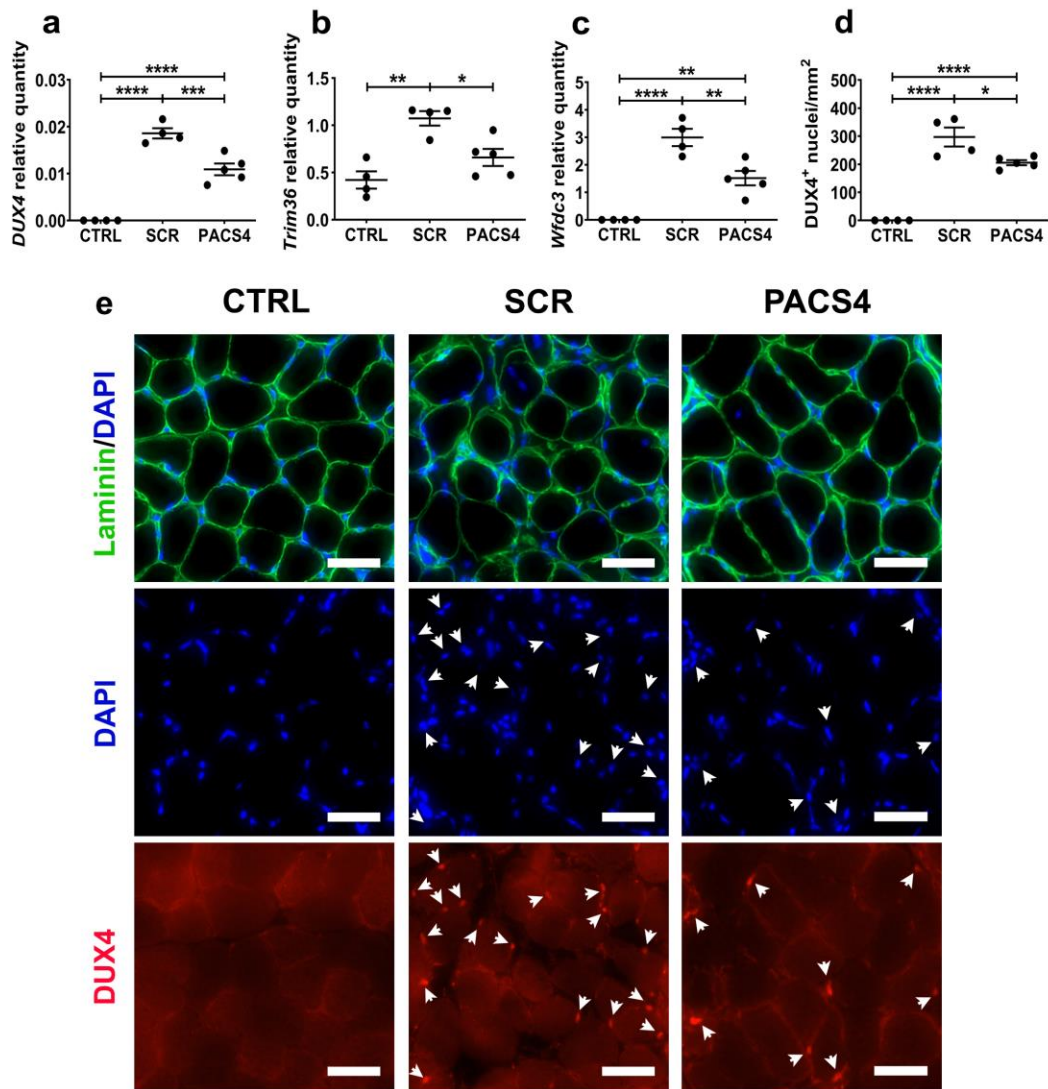 a
DUX4 relative quantity
0.03
0.02
0.01
0.00
****
**** ***
CTRL SCR PACS4
b
Trim36 relative quantity
1.5
1.0
0.5
0.0
** *
CTRL SCR PACS4
c
Wfdc3 relative quantity
5
4
3
2
1
0
**
**** **
CTRL SCR PACS4
d
DUX4+ nuclei/mm2
500
400
300
200
100
0
****
**** *
CTRL SCR PACS4
e
CTRL SCR PACS4
Laminin/DAPI
DAPI
DUX4